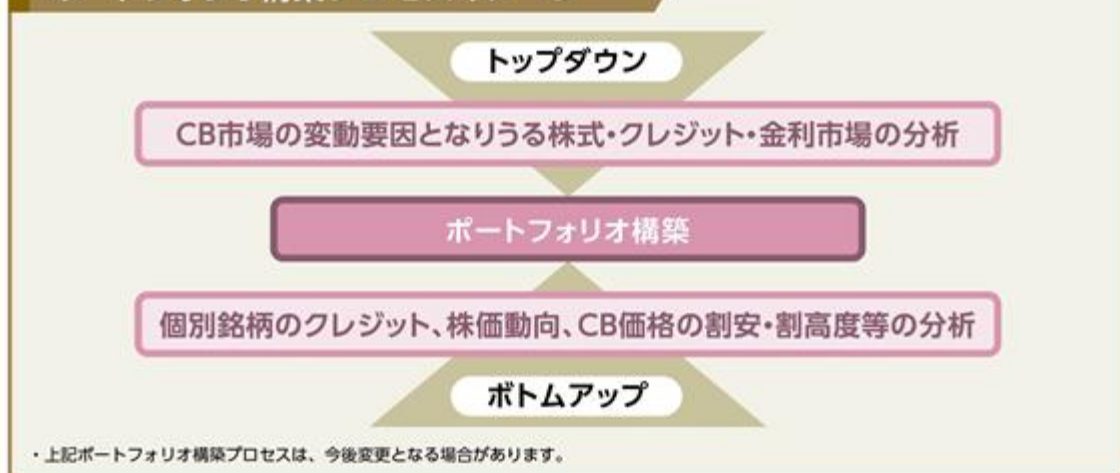 トップダウン
CB市場の変動要因となりうる株式・クレジット・金利市場の分析
ポートフォリオ構築
個別銘柄のクレジット、株価動向、CB価格の割安・割高度等の分析
ボトムアップ
・上記ポートフォリオ構築プロセスは、今後変更となる場合があります。